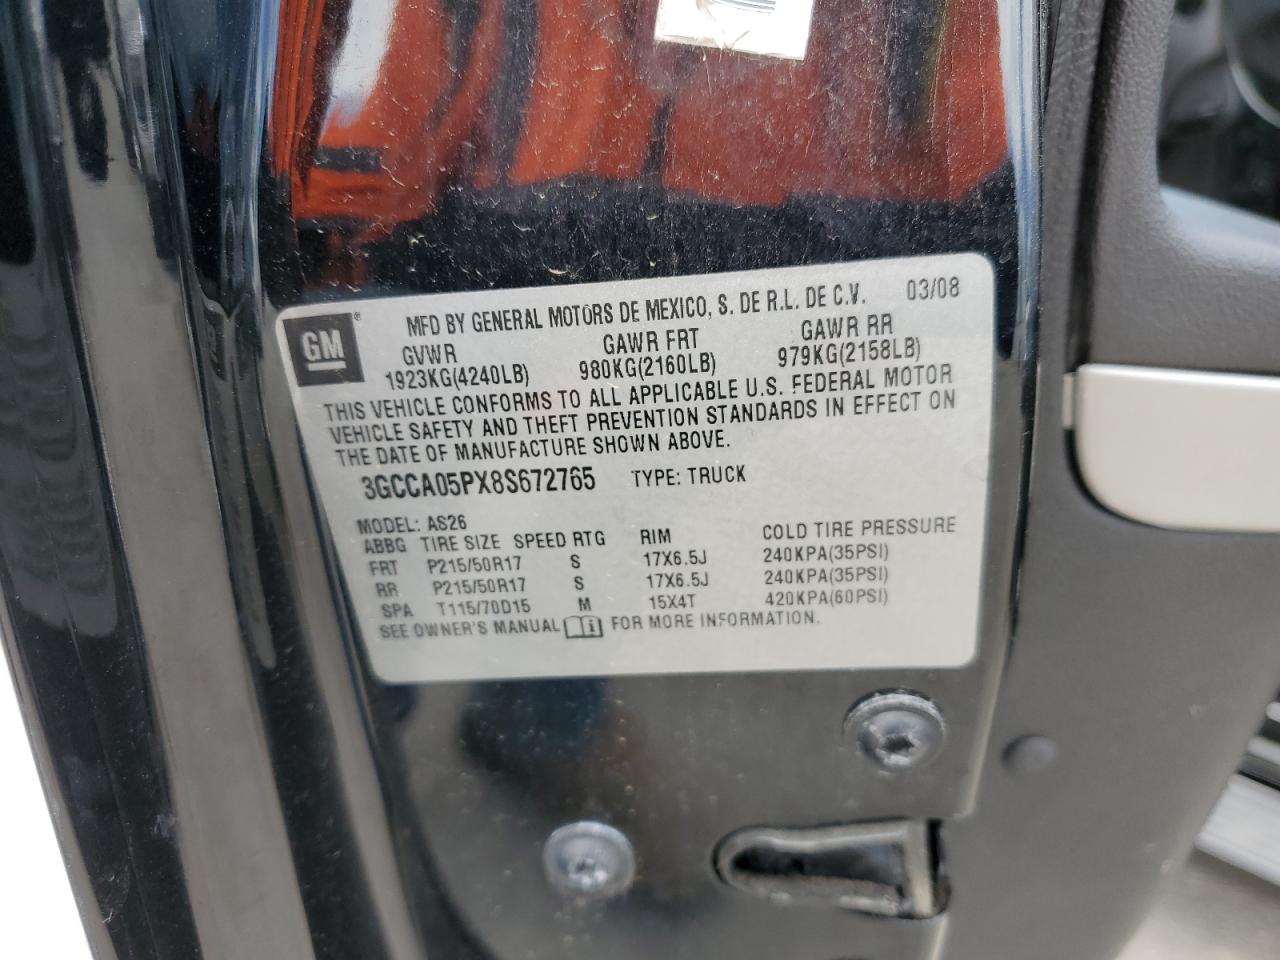 GM ®
MFD BY GENERAL MOTORS DE MEXICO, S. DE R.L. DE C.V. 03/08
GVWR GAWR FRT GAWR RR
1923KG(4240LB) 980KG(2160LB) 979KG(2158LB)
THIS VEHICLE CONFORMS TO ALL APPLICABLE U.S. FEDERAL MOTOR
VEHICLE SAFETY AND THEFT PREVENTION STANDARDS IN EFFECT ON
THE DATE OF MANUFACTURE SHOWN ABOVE.
3GCCA05PX8S672765 TYPE: TRUCK
MODEL: AS26
ABBG TIRE SIZE SPEED RTG RIM COLD TIRE PRESSURE
FRT P215/50R17 S 17X6.5J 240KPA(35PSI)
RR P215/50R17 S 17X6.5J 240KPA(35PSI)
SPA T115/70D15 M 15X4T 420KPA(60PSI)
SEE OWNER'S MANUAL FOR MORE INFORMATION.